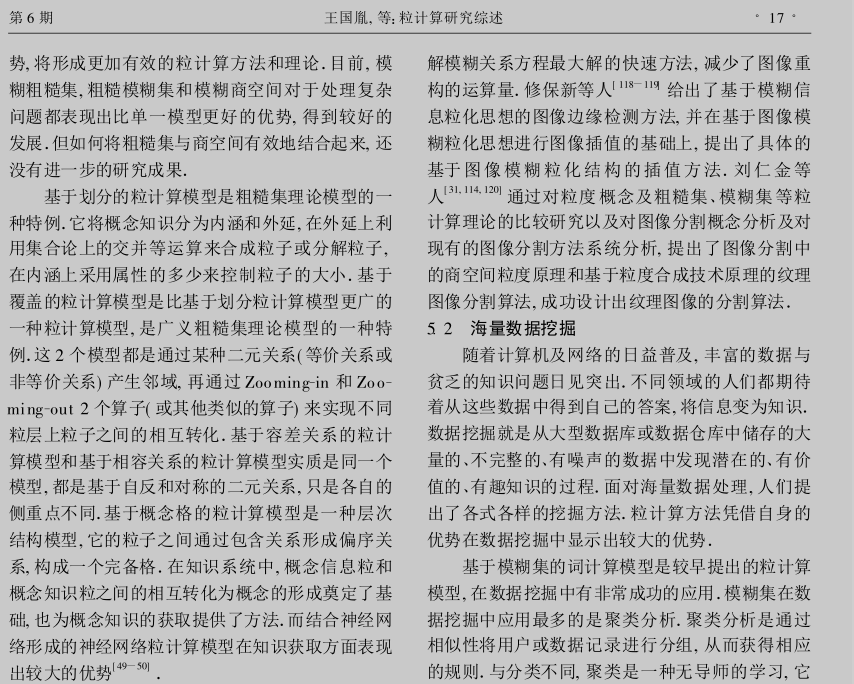 第 6 期
王国胤, 等: 粒计算研究综述
° 17 °
势, 将形成更加有效的粒计算方法和理论. 目前, 模
糊粗糙集, 粗糙模糊集和模糊商空间对于处理复杂
问题都表现出比单一模型更好的优势, 得到较好的
发展. 但如何将粗糙集与商空间有效地结合起来, 还
没有进一步的研究成果.
基于划分的粒计算模型是粗糙集理论模型的一
种特例. 它将概念知识分为内涵和外延, 在外延上利
用集合论上的交并等运算来合成粒子或分解粒子,
在内涵上采用属性的多少来控制粒子的大小. 基于
覆盖的粒计算模型是比基于划分粒计算模型更广的
一种粒计算模型, 是广义粗糙集理论模型的一种特
例. 这 2 个模型都是通过某种二元关系( 等价关系或
非等价关系) 产生邻域, 再通过 Zooming-in 和 Zoo-
ming-out 2 个算子( 或其他类似的算子) 来实现不同
粒层上粒子之间的相互转化. 基于容差关系的粒计
算模型和基于相容关系的粒计算模型实质是同一个
模型, 都是基于自反和对称的二元关系, 只是各自的
侧重点不同. 基于概念格的粒计算模型是一种层次
结构模型, 它的粒子之间通过包含关系形成偏序关
系, 构成一个完备格. 在知识系统中, 概念信息粒和
概念知识粒之间的相互转化为概念的形成奠定了基
础, 也为概念知识的获取提供了方法. 而结合神经网
络形成的神经网络粒计算模型在知识获取方面表现
出较大的优势[49-50] .
解模糊关系方程最大解的快速方法, 减少了图像重
构的运算量. 修保新等人[118-119] 给出了基于模糊信
息粒化思想的图像边缘检测方法, 并在基于图像模
糊粒化思想进行图像插值的基础上, 提出了具体的
基于图像模糊粒化结构的插值方法. 刘仁金等
人[31, 114, 120] 通过对粒度概念及粗糙集、模糊集等粒
计算理论的比较研究以及对图像分割概念分析及对
现有的图像分割方法系统分析, 提出了图像分割中
的商空间粒度原理和基于粒度合成技术原理的纹理
图像分割算法, 成功设计出纹理图像的分割算法.
5 2 海量数据挖掘
随着计算机及网络的日益普及, 丰富的数据与
贫乏的知识问题日见突出. 不同领域的人们都期待
着从这些数据中得到自己的答案, 将信息变为知识.
数据挖掘就是从大型数据库或数据仓库中储存的大
量的、不完整的、有噪声的数据中发现潜在的、有价
值的、有趣知识的过程. 面对海量数据处理, 人们提
出了各式各样的挖掘方法. 粒计算方法凭借自身的
优势在数据挖掘中显示出较大的优势.
基于模糊集的词计算模型是较早提出的粒计算
模型, 在数据挖掘中有非常成功的应用. 模糊集在数
据挖掘中应用最多的是聚类分析. 聚类分析是通过
相似性将用户或数据记录进行分组, 从而获得相应
的规则. 与分类不同, 聚类是一种无导师的学习, 它